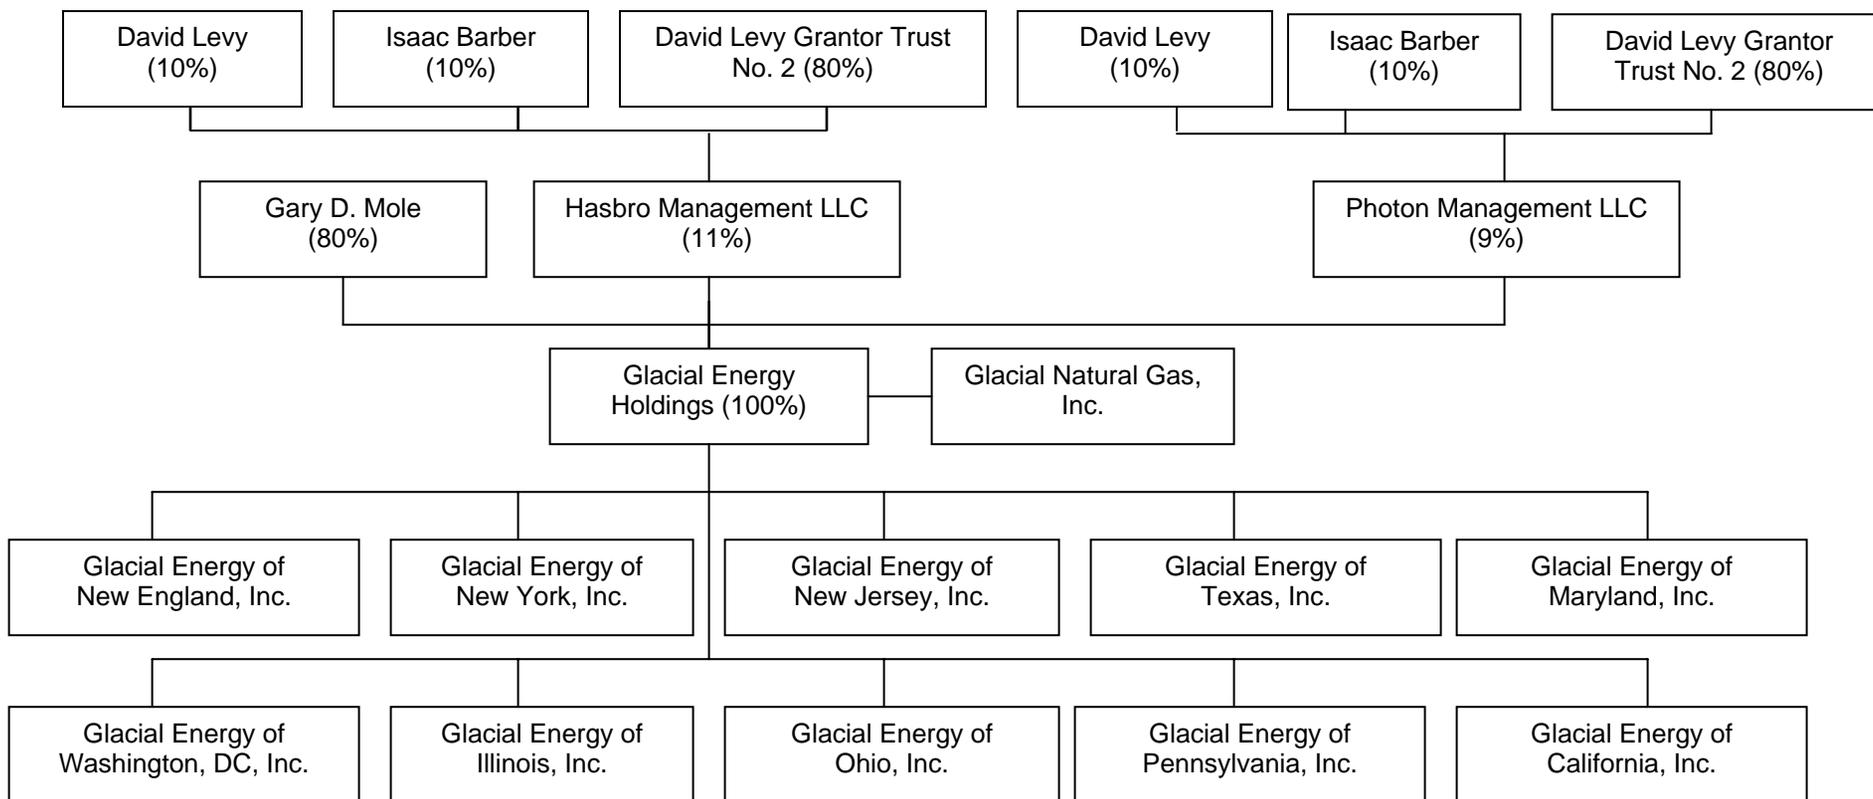 David Levy
(10%)
Isaac Barber
(10%)
David Levy Grantor Trust
No. 2 (80%)
David Levy
(10%)
Isaac Barber
(10%)
David Levy Grantor
Trust No. 2 (80%)
Gary D. Mole
(80%)
Hasbro Management LLC
(11%)
Photon Management LLC
(9%)
Glacial Energy
Holdings (100%)
Glacial Natural Gas,
Inc.
Glacial Energy of
New England, Inc.
Glacial Energy of
New York, Inc.
Glacial Energy of
New Jersey, Inc.
Glacial Energy of
Texas, Inc.
Glacial Energy of
Maryland, Inc.
Glacial Energy of
Washington, DC, Inc.
Glacial Energy of
Illinois, Inc.
Glacial Energy of
Ohio, Inc.
Glacial Energy of
Pennsylvania, Inc.
Glacial Energy of
California, Inc.